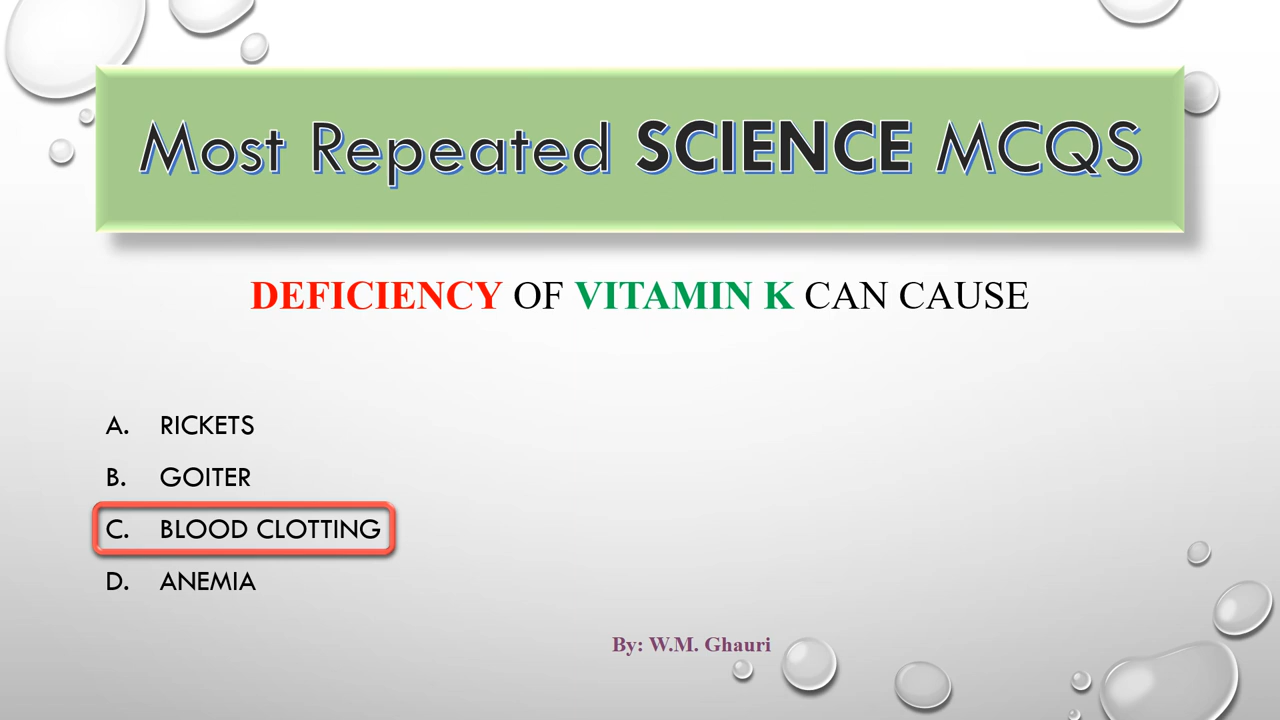 Most Repeated SCIENCE MCQS
DEFICIENCY OF VITAMIN K CAN CAUSE
A. RICKETS
B. GOITER
C. BLOOD CLOTTING
D. ANEMIA
By: W.M. Ghauri